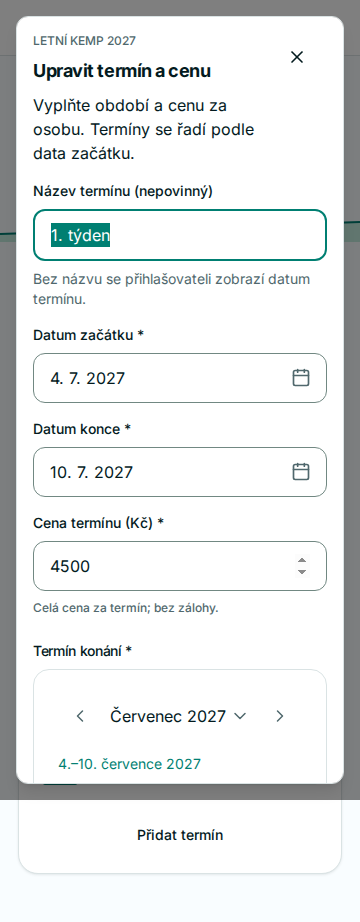 LETNÍ KEMP 2027
Upravit termín a cenu
Vyplňte období a cenu za
osobu. Termíny se řadí podle
data začátku.
Název termínu (nepovinný)
1. týden
Bez názvu se přihlašovateli zobrazí datum
termínu.
Datum začátku *
4. 7. 2027
Datum konce *
10. 7. 2027
Cena termínu (Kč) *
4500
Celá cena za termín; bez zálohy.
Termín konání *
Červenec 2027
4.–10. července 2027
Přidat termín